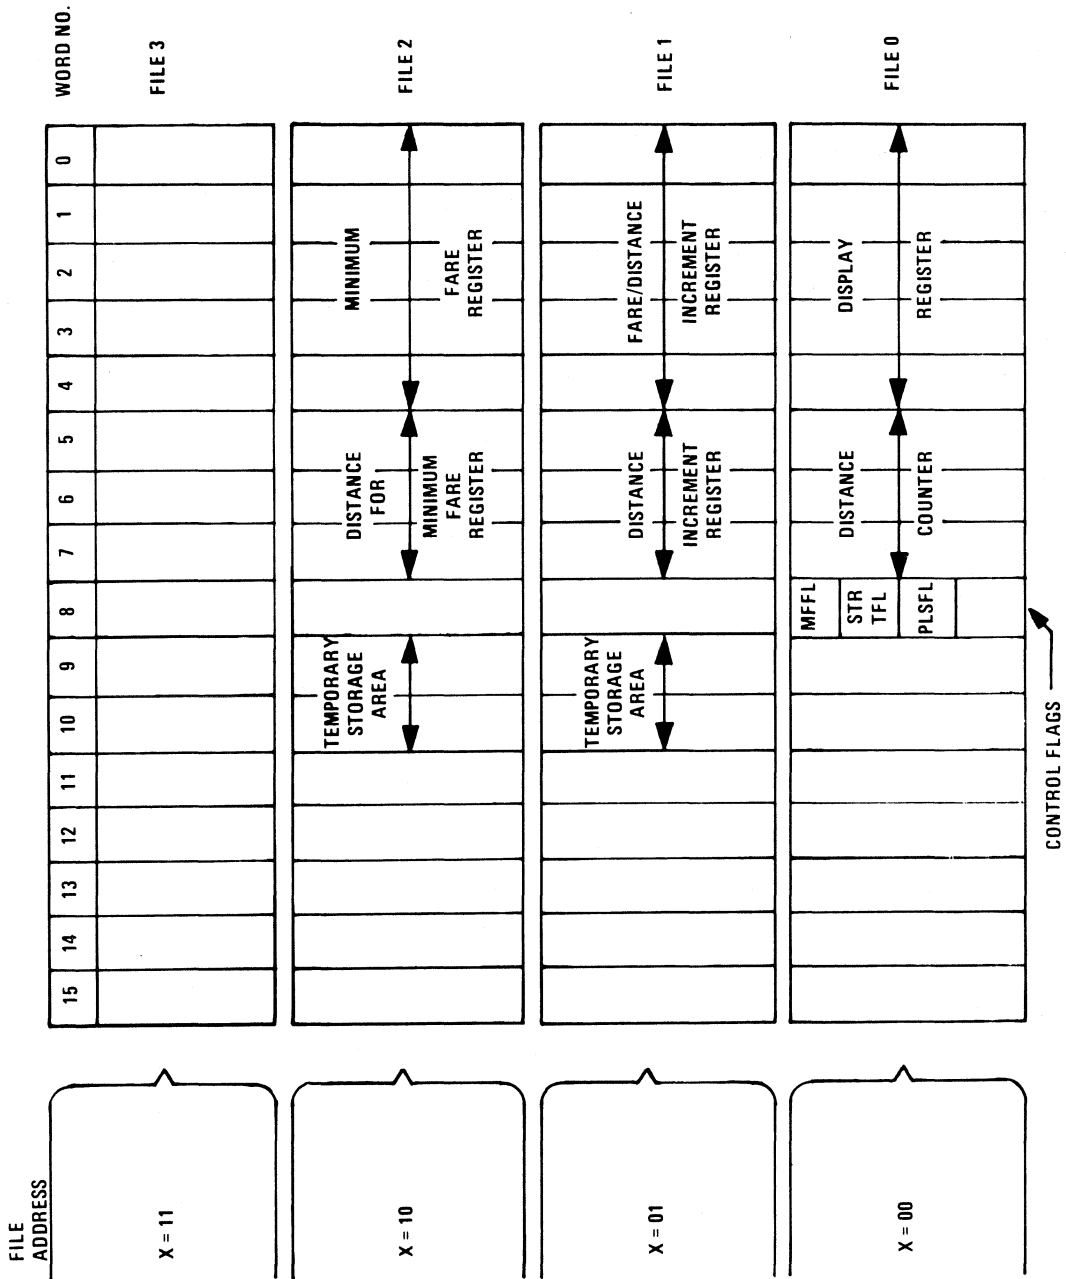 FILE
ADDRESS
WORD NO.
15 14 13 12 11 10 9 8 7 6 5 4 3 2 1 0
X = 11
FILE 3
X = 10
TEMPORARY
STORAGE
AREA
DISTANCE
FOR
MINIMUM
FARE
REGISTER
MINIMUM
FARE
REGISTER
FILE 2
X = 01
TEMPORARY
STORAGE
AREA
DISTANCE
INCREMENT
REGISTER
FARE/DISTANCE
INCREMENT
REGISTER
FILE 1
X = 00
MFFL
STR
TFL
PLSFL
DISTANCE
COUNTER
DISPLAY
REGISTER
FILE 0
CONTROL FLAGS